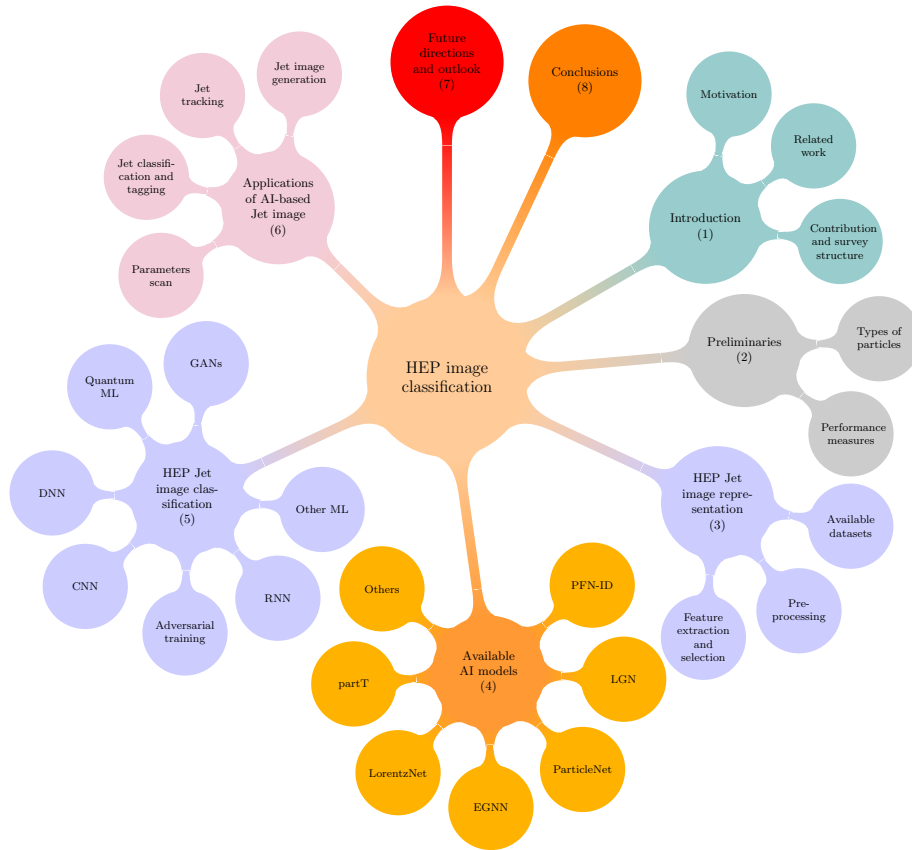 Future
directions
and outlook
(7)
Conclusions
(8)
Motivation
Related
work
Introduction
(1)
Contribution
and survey
structure
Preliminaries
(2)
Types of
particles
Performance
measures
HEP Jet
image repre-
sentation
(3)
Available
datasets
Pre-
processing
Feature
extraction
and
selection
Available
AI models
(4)
PFN-ID
LGN
ParticleNet
EGNN
LorentzNet
partT
Others
HEP Jet
image clas-
sification
(5)
Other ML
RNN
Adversarial
training
CNN
DNN
Quantum
ML
GANs
Applications
of AI-based
Jet image
(6)
Parameters
scan
Jet classifi-
cation and
tagging
Jet
tracking
Jet image
generation
HEP image
classification